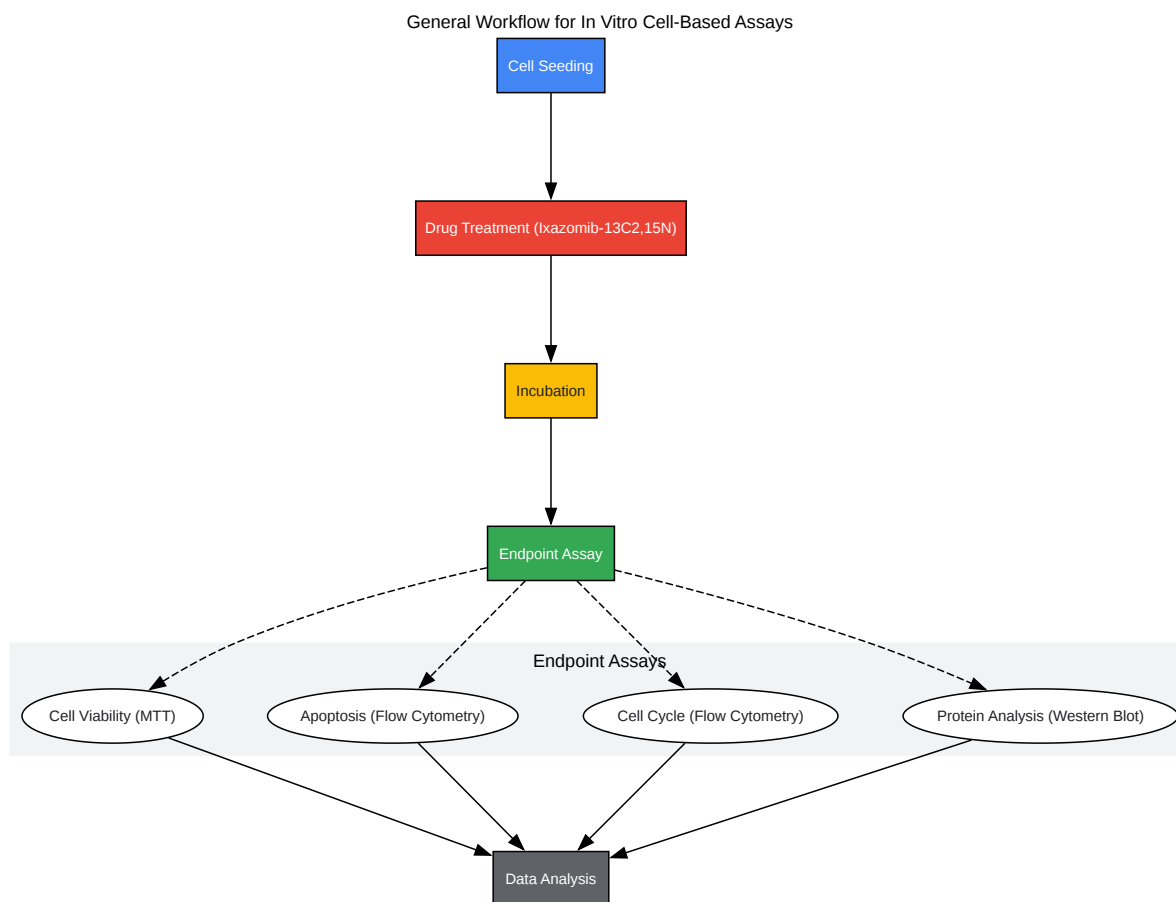 General Workflow for In Vitro Cell-Based Assays
Cell Seeding
Drug Treatment (Ixazomib-13C2,15N)
Incubation
Endpoint Assay
Endpoint Assays
Cell Viability (MTT)
Apoptosis (Flow Cytometry)
Cell Cycle (Flow Cytometry)
Protein Analysis (Western Blot)
Data Analysis